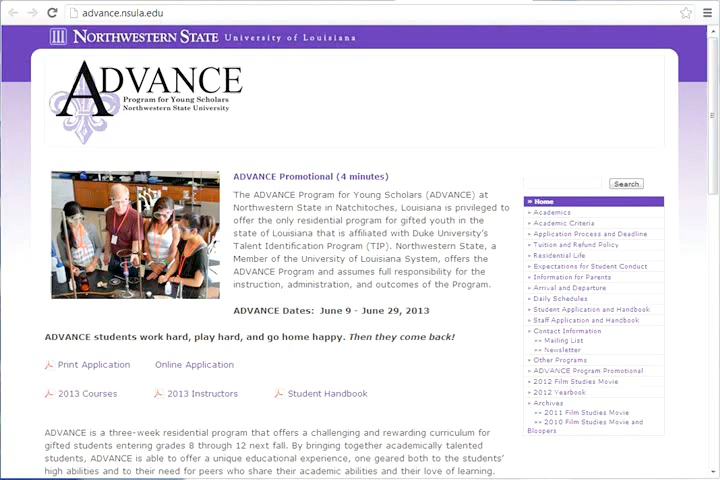 advance.nsula.edu
NORTHWESTERN STATE University of Louisiana
ADVANCE
Program for Young Scholars
Northwestern State University
ADVANCE Promotional (4 minutes)
The ADVANCE Program for Young Scholars (ADVANCE) at
Northwestern State in Natchitoches, Louisiana is privileged to
offer the only residential program for gifted youth in the
state of Louisiana that is affiliated with Duke University's
Talent Identification Program (TIP). Northwestern State, a
Member of the University of Louisiana System, offers the
ADVANCE Program and assumes full responsibility for the
instruction, administration, and outcomes of the Program.
ADVANCE Dates: June 9 - June 29, 2013
ADVANCE students work hard, play hard, and go home happy. Then they come back!
Print Application Online Application
2013 Courses 2013 Instructors Student Handbook
ADVANCE is a three-week residential program that offers a challenging and rewarding curriculum for
gifted students entering grades 8 through 12 next fall. By bringing together academically talented
students, ADVANCE is able to offer a unique educational experience, one geared both to the students'
high abilities and to their need for peers who share their academic abilities and their love of learning.
Search
» Home
» Academics
» Academic Criteria
» Application Process and Deadline
» Tuition and Refund Policy
» Residential Life
» Expectations for Student Conduct
» Information for Parents
» Arrival and Departure
» Daily Schedules
» Student Application and Handbook
» Staff Application and Handbook
» Contact Information
»» Mailing List
»» Newsletter
» Other Programs
» ADVANCE Program Promotional
» 2012 Film Studies Movie
» 2012 Yearbook
» Archives
»» 2011 Film Studies Movie
»» 2010 Film Studies Movie and
Bloopers